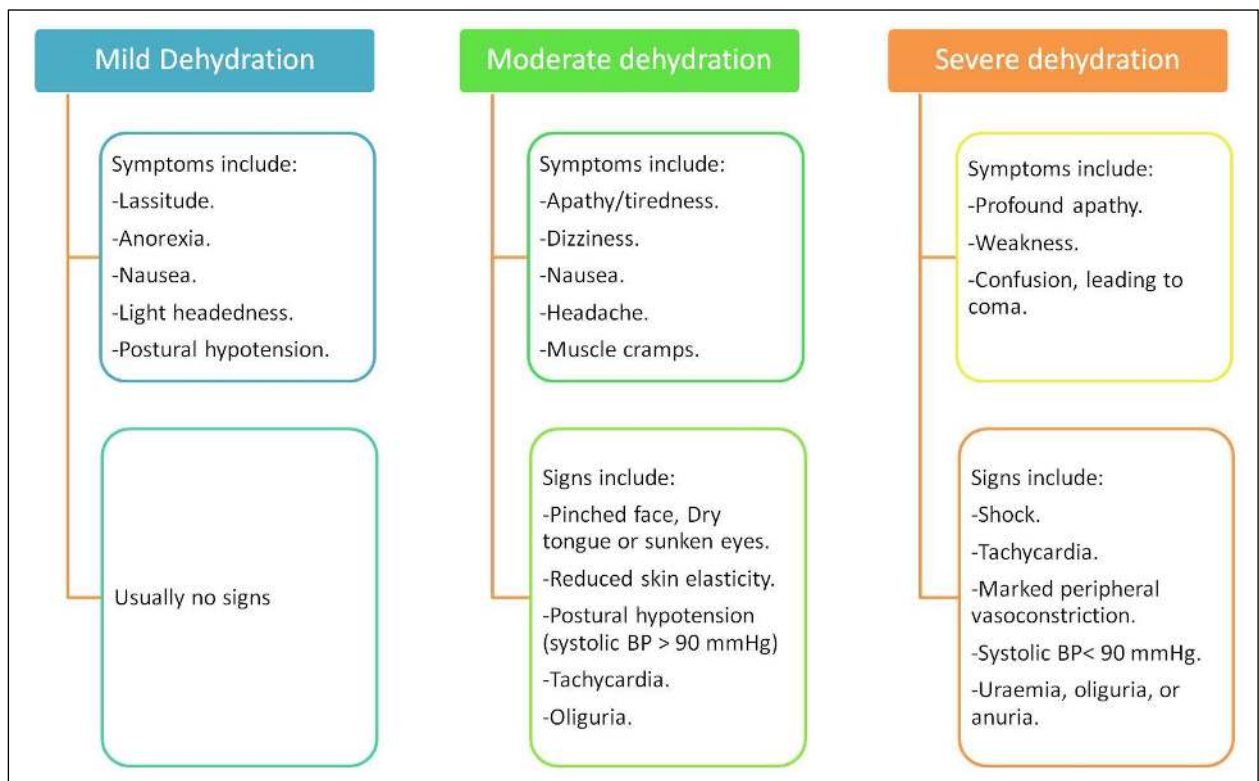 Mild Dehydration
Symptoms include:
-Lassitude.
-Anorexia.
-Nausea.
-Light headedness.
-Postural hypotension.
Usually no signs
Moderate dehydration
Symptoms include:
-Apathy/tiredness.
-Dizziness.
-Nausea.
-Headache.
-Muscle cramps.
Signs include:
-Pinched face, Dry
tongue or sunken eyes.
-Reduced skin elasticity.
-Postural hypotension
(systolic BP > 90 mmHg)
-Tachycardia.
-Oliguria.
Severe dehydration
Symptoms include:
-Profound apathy.
-Weakness.
-Confusion, leading to
coma.
Signs include:
-Shock.
-Tachycardia.
-Marked peripheral
vasoconstriction.
-Systolic BP< 90 mmHg.
-Uraemia, oliguria, or
anuria.